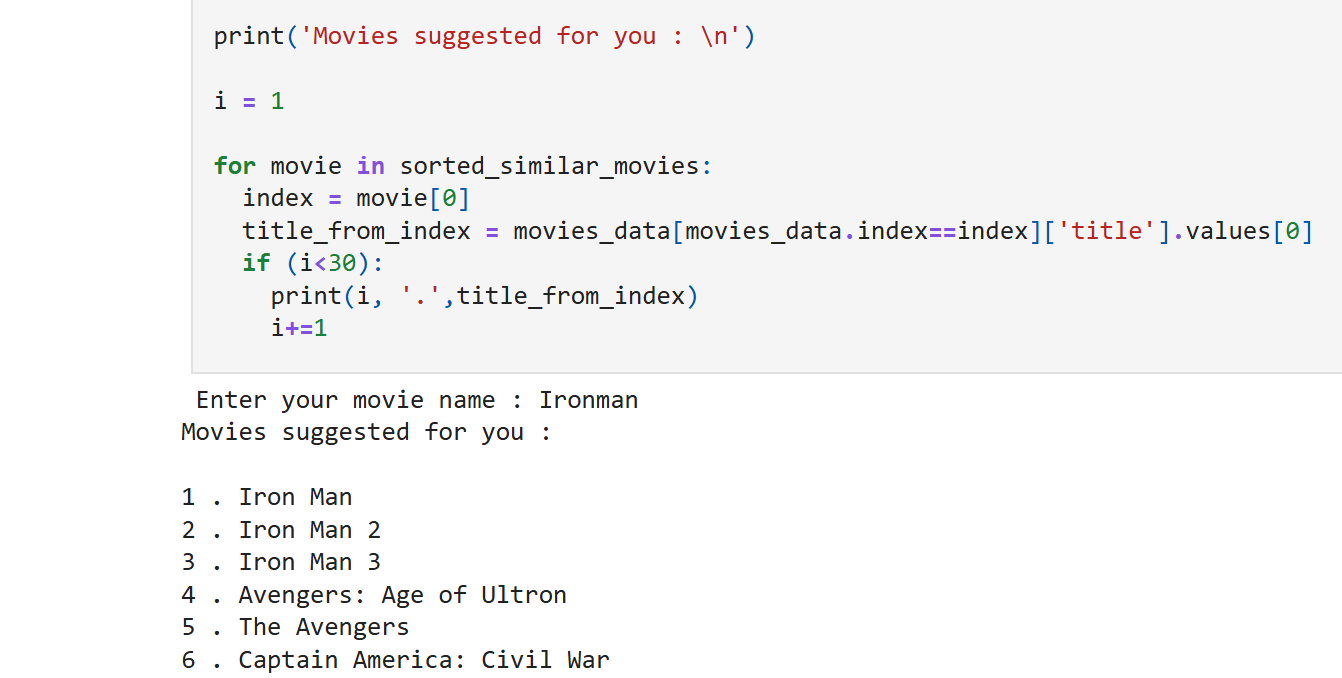 print('Movies suggested for you : \n')
i = 1
for movie in sorted_similar_movies:
index = movie[0]
title_from_index = movies_data[movies_data.index==index]['title'].values[0]
if (i<30):
print(i, '.',title_from_index)
i+=1
Enter your movie name : Ironman
Movies suggested for you :
1 . Iron Man
2 . Iron Man 2
3 . Iron Man 3
4 . Avengers: Age of Ultron
5 . The Avengers
6 . Captain America: Civil War